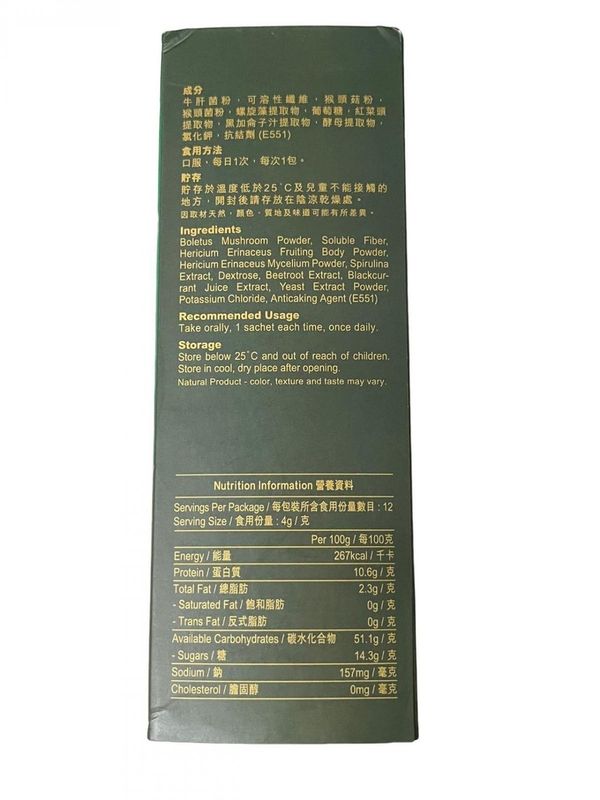 成分
牛肝菌粉，可溶性纖維，猴頭菇粉，
猴頭菌粉，螺旋藻提取物，葡萄糖，紅菜頭
提取物，黑加侖子汁提取物，酵母提取物，
氯化鉀，抗結劑 (E551)
食用方法
口服，每日1次，每次1包。
貯存
貯存於溫度低於25˚C及兒童不能接觸的
地方，開封後請存放在陰涼乾燥處。
因取材天然，顏色、質地及味道可能有所差異。
Ingredients
Boletus Mushroom Powder, Soluble Fiber,
Hericium Erinaceus Fruiting Body Powder,
Hericium Erinaceus Mycelium Powder, Spirulina
Extract, Dextrose, Beetroot Extract, Blackcur-
rant Juice Extract, Yeast Extract Powder,
Potassium Chloride, Anticaking Agent (E551)
Recommended Usage
Take orally, 1 sachet each time, once daily.
Storage
Store below 25˚C and out of reach of children.
Store in cool, dry place after opening.
Natural Product - color, texture and taste may vary.
Nutrition Information 營養資料
Servings Per Package / 每包裝所含食用份量數目 : 12
Serving Size / 食用份量 : 4g / 克
Per 100g / 每100克
Energy / 能量 267kcal / 千卡
Protein / 蛋白質 10.6g / 克
Total Fat / 總脂肪 2.3g / 克
- Saturated Fat / 飽和脂肪 0g / 克
- Trans Fat / 反式脂肪 0g / 克
Available Carbohydrates / 碳水化合物 51.1g / 克
- Sugars / 糖 14.3g / 克
Sodium / 鈉 157mg / 毫克
Cholesterol / 膽固醇 0mg / 毫克